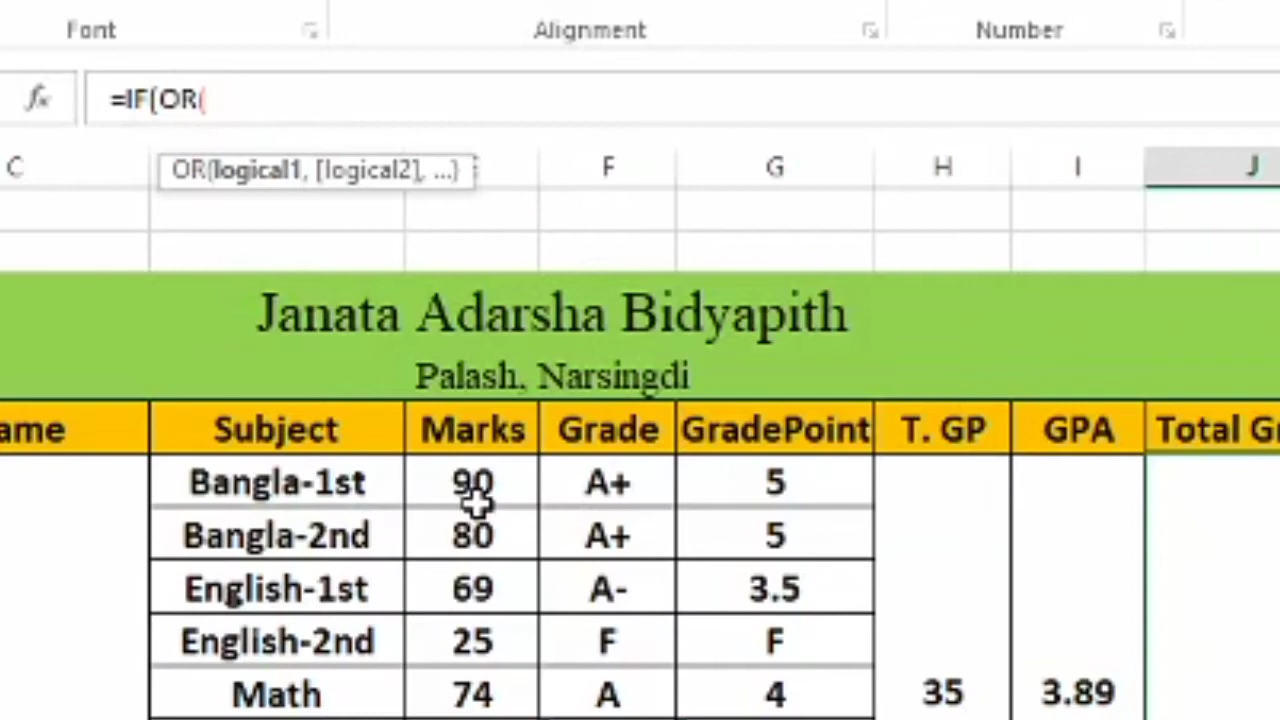 Font Alignment Number
fx =IF(OR(
C F G H I J
OR(logical1, [logical2], ...)
Janata Adarsha Bidyapith
Palash, Narsingdi
ame Subject Marks Grade GradePoint T. GP GPA Total Gr
Bangla-1st 90 A+ 5
Bangla-2nd 80 A+ 5
English-1st 69 A- 3.5
English-2nd 25 F F
Math 74 A 4 35 3.89